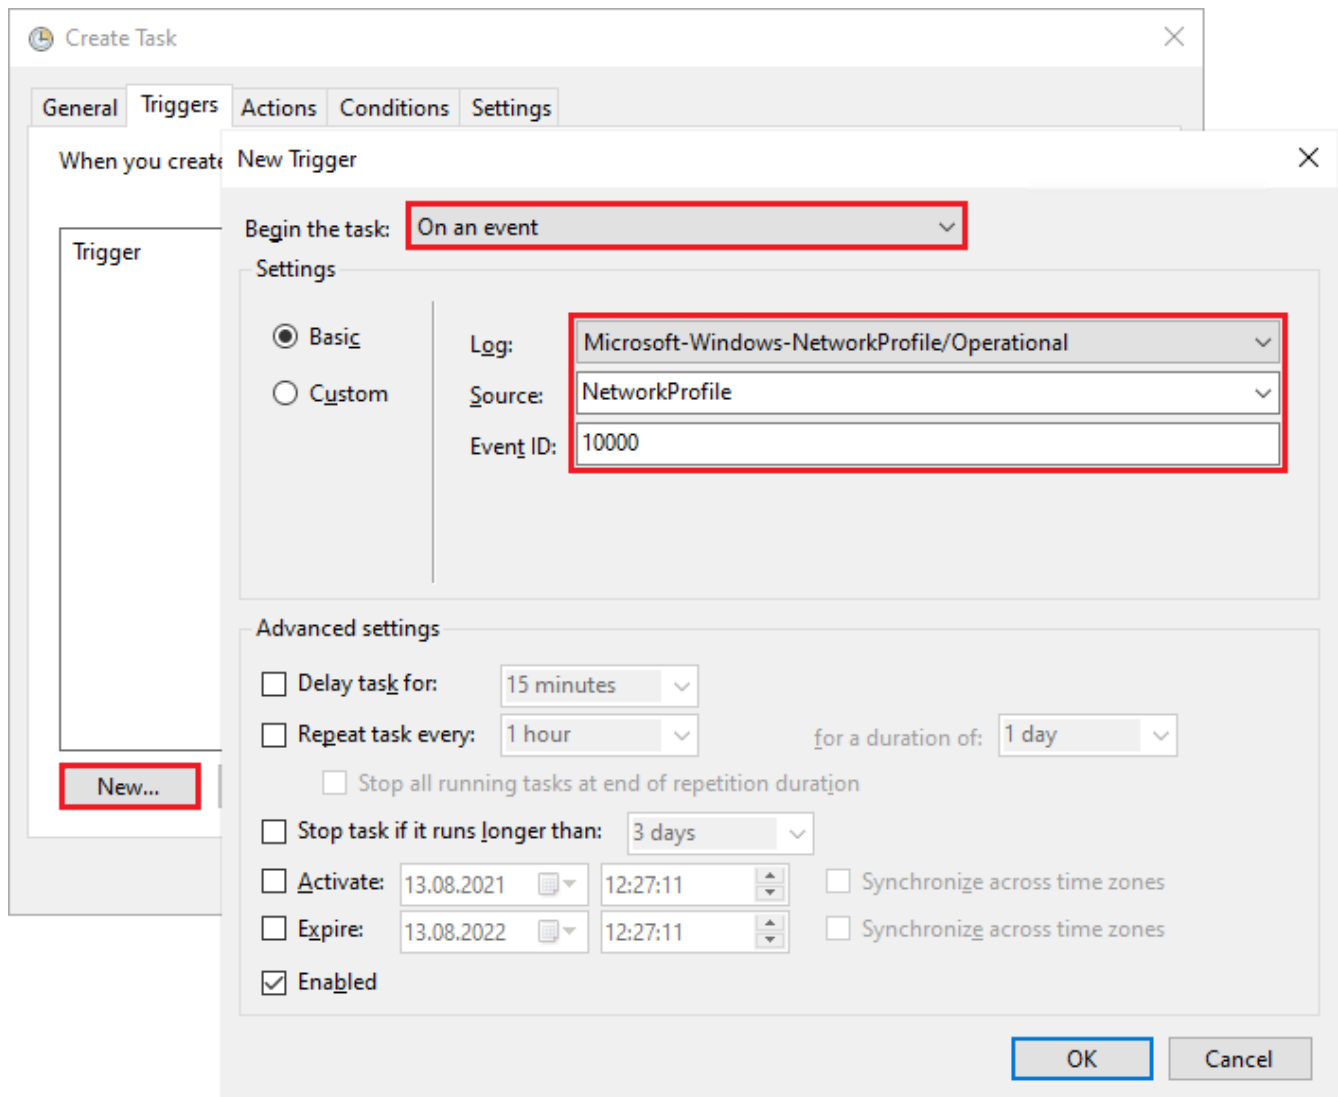 Create Task
General Triggers Actions Conditions Settings
When you create
New Trigger
Begin the task: On an event
Trigger
Settings
Basic
Custom
Log: Microsoft-Windows-NetworkProfile/Operational
Source: NetworkProfile
Event ID: 10000
Advanced settings
Delay task for: 15 minutes
Repeat task every: 1 hour for a duration of: 1 day
Stop all running tasks at end of repetition duration
New...
Stop task if it runs longer than: 3 days
Activate: 13.08.2021 12:27:11 Synchronize across time zones
Expire: 13.08.2022 12:27:11 Synchronize across time zones
Enabled
OK Cancel